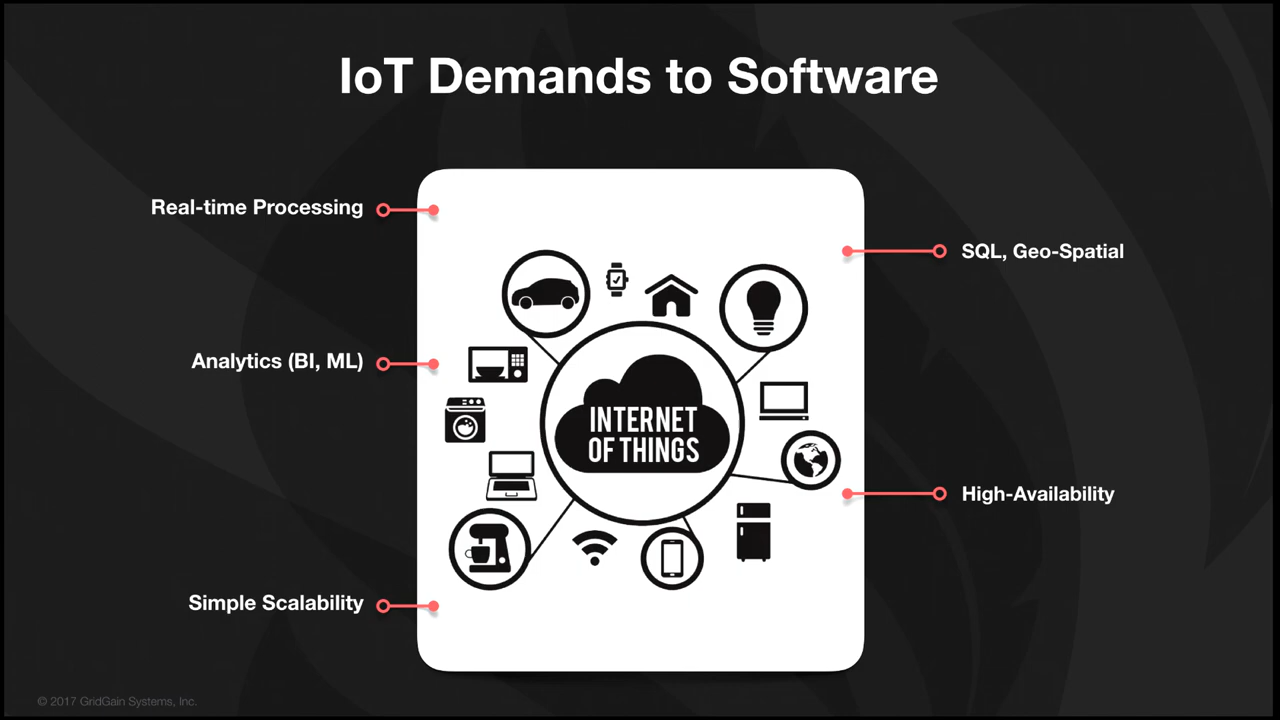 IoT Demands to Software
Real-time Processing
SQL, Geo-Spatial
Analytics (BI, ML)
INTERNET
OF THINGS
High-Availability
Simple Scalability
© 2017 GridGain Systems, Inc.